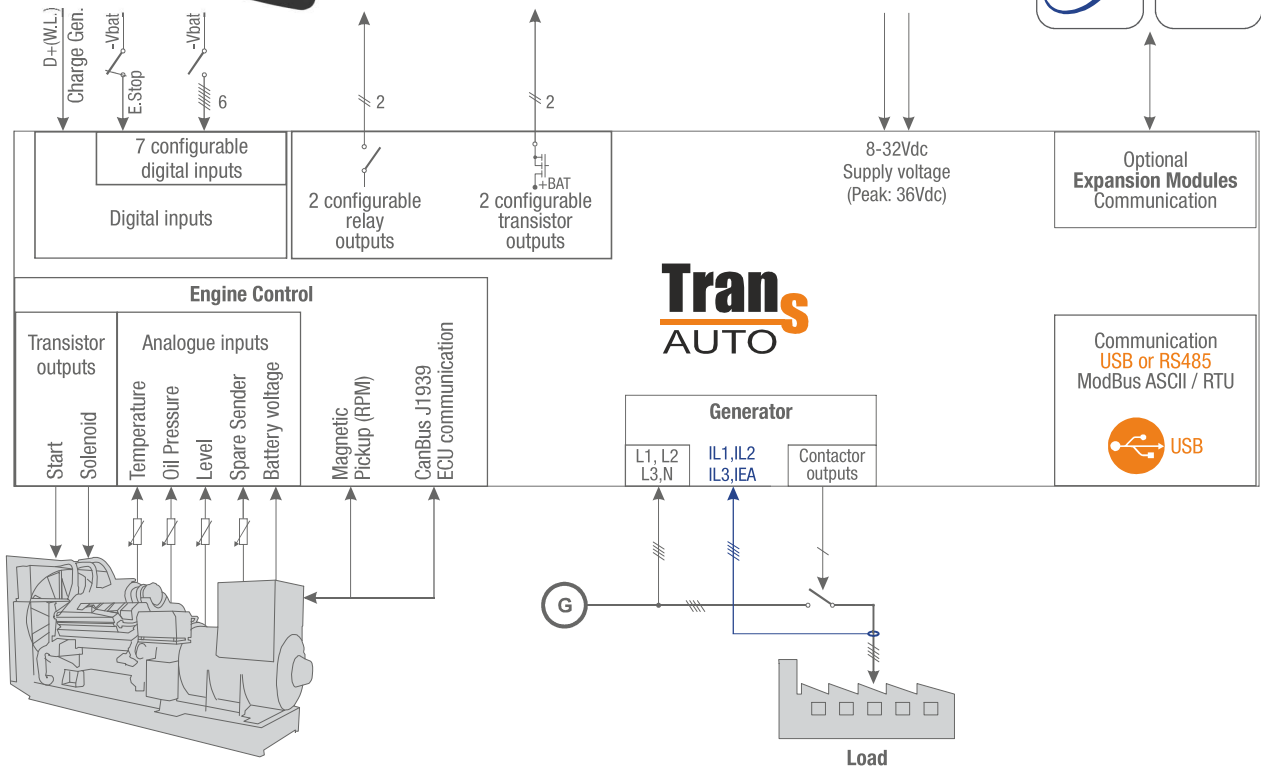 D+(W.L.)
Charge Gen.
-Vbat
E.Stop
-Vbat
6
2
2
7 configurable
digital inputs
Digital inputs
2 configurable
relay
outputs
+BAT
2 configurable
transistor
outputs
8-32Vdc
Supply voltage
(Peak: 36Vdc)
Optional
Expansion Modules
Communication
Engine Control
Transistor
outputs
Start
Solenoid
Analogue inputs
Temperature
Oil Pressure
Level
Spare Sender
Battery voltage
Magnetic
Pickup (RPM)
CanBus J1939
ECU communication
Trans
AUTO
Generator
L1, L2
L3,N
IL1,IL2
IL3,IEA
Contactor
outputs
Communication
USB or RS485
ModBus ASCII / RTU
USB
G
Load